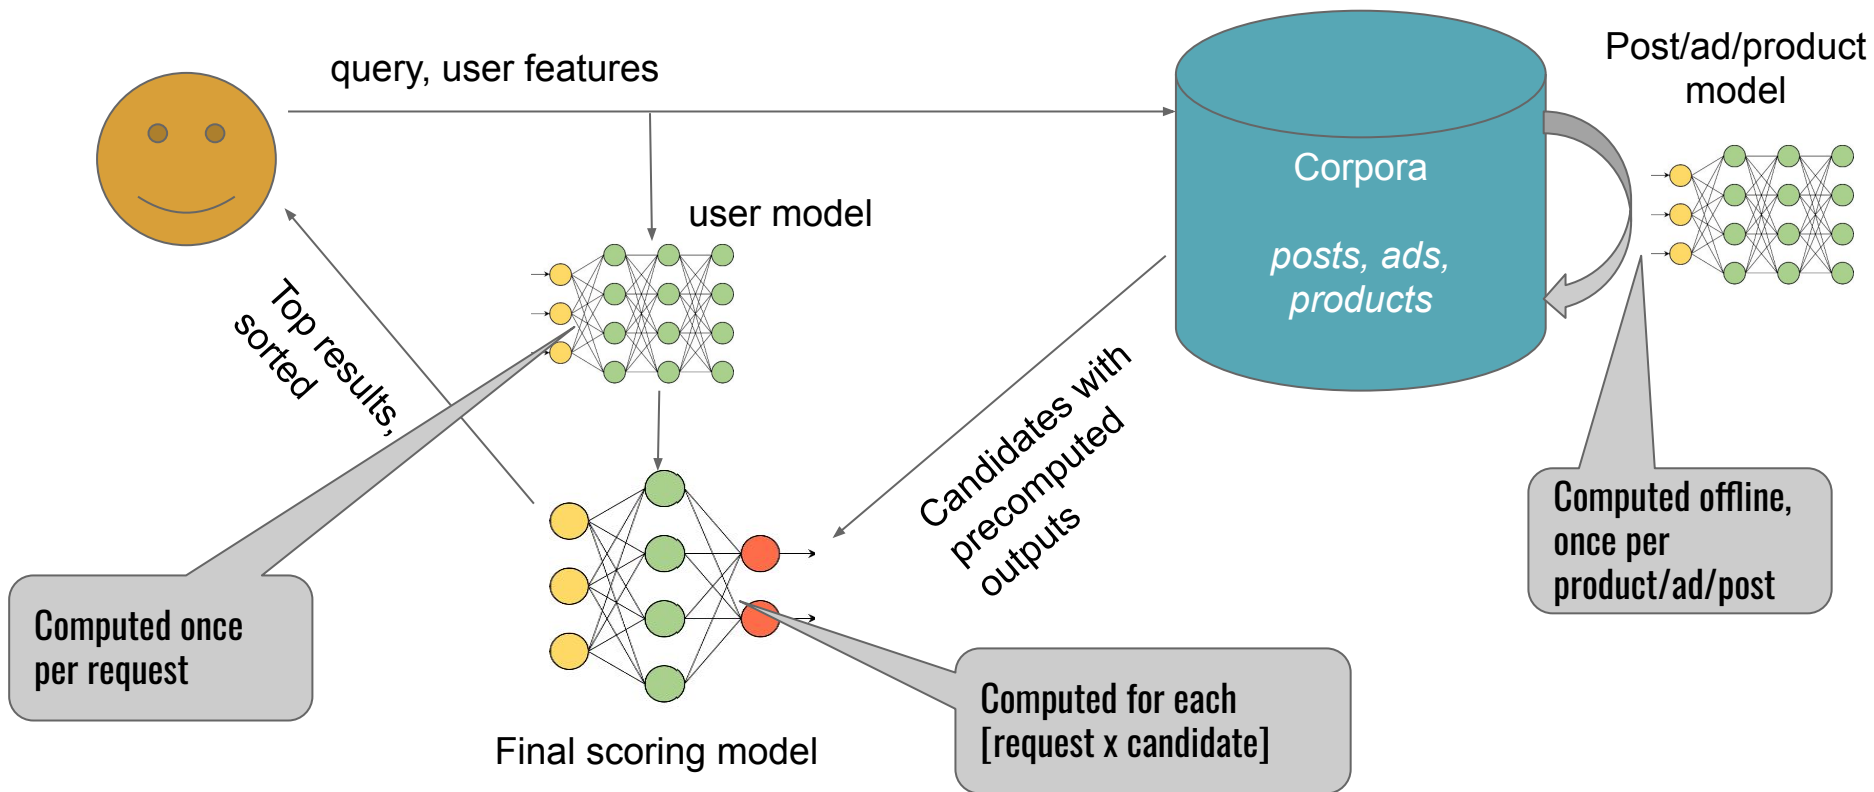 query, user features
Post/ad/product
model
Corpora
posts, ads,
products
user model
Top results,
sorted
Candidates with
precomputed
outputs
Computed offline,
once per
product/ad/post
Computed once
per request
Computed for each
[request x candidate]
Final scoring model